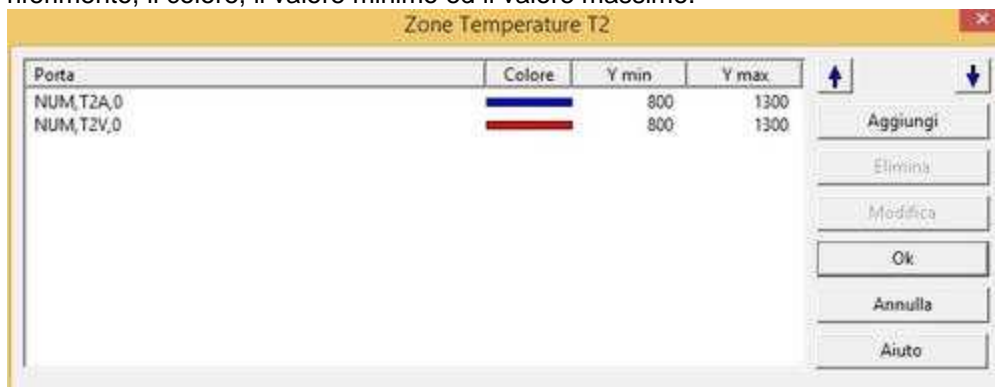 riferimento, il colore, il valore minimo ed il valore massimo.
Zone Temperature T2
Porta Colore Y min Y max
NUM,T2A,0 800 1300
NUM,T2V,0 800 1300
Aggiungi
Elimina
Modifica
Ok
Annulla
Aiuto